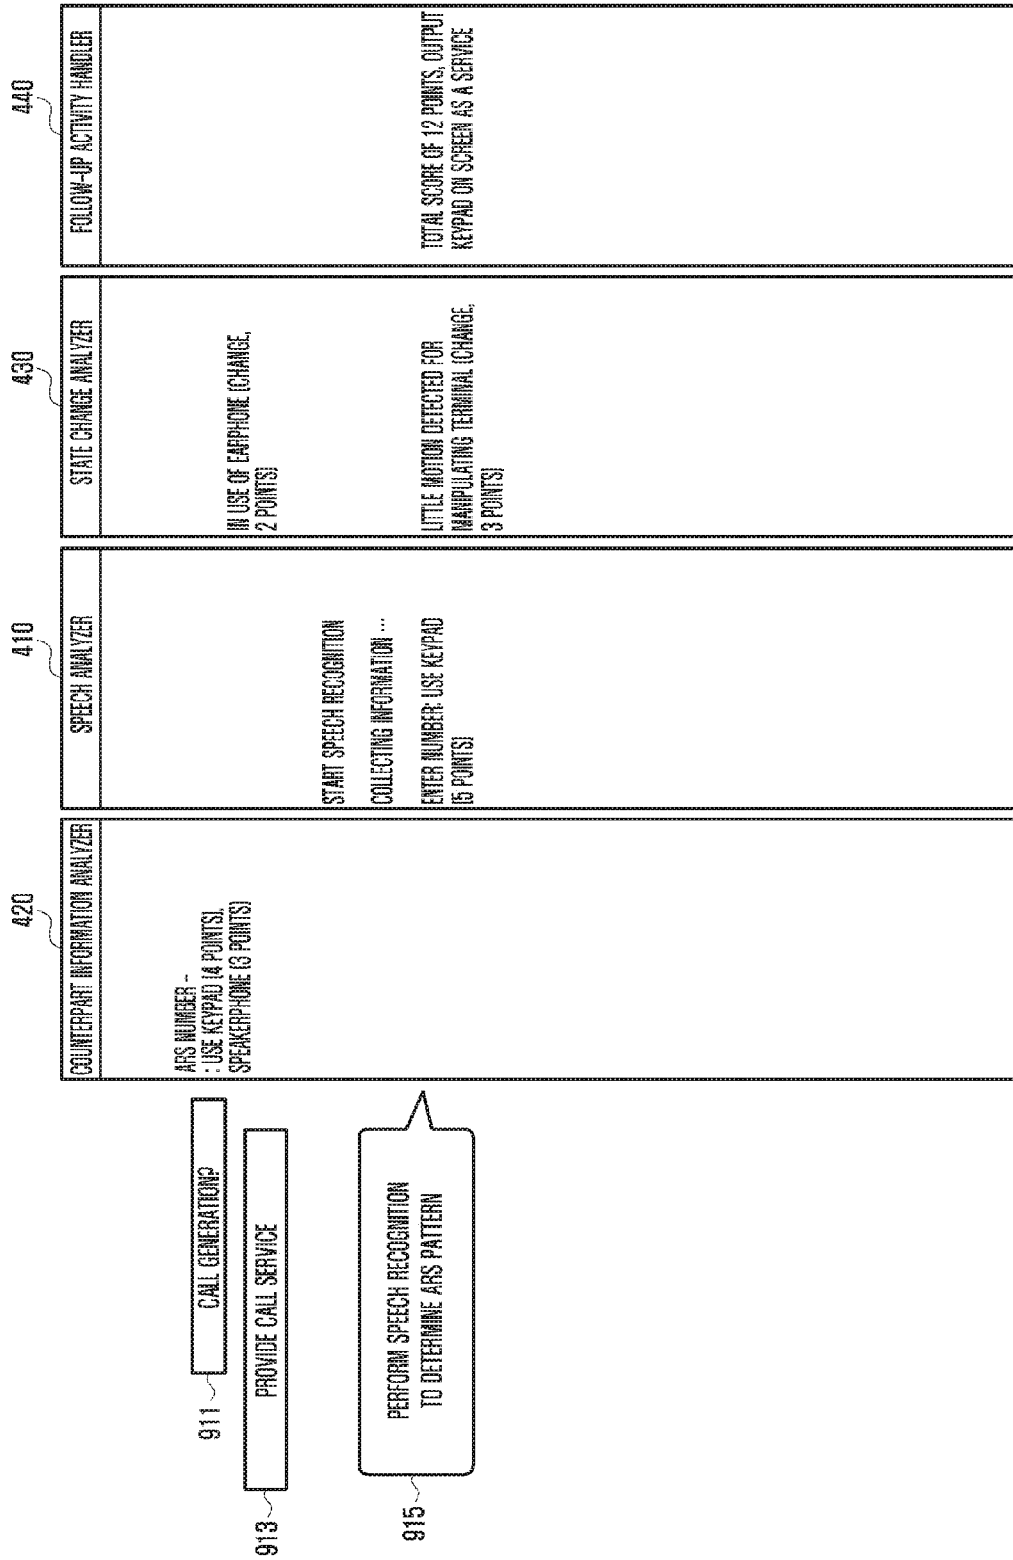 420
410
430
440
COUNTERPART INFORMATION ANALYZER
SPEECH ANALYZER
STATE CHANGE ANALYZER
FOLLOW-UP ACTIVITY HANDLER
911
CALL GENERATION?
ARS NUMBER –
: USE KEYPAD (4 POINTS),
SPEAKERPHONE (3 POINTS)
913
PROVIDE CALL SERVICE
IN USE OF EARPHONE (CHANGE,
2 POINTS)
START SPEECH RECOGNITION
COLLECTING INFORMATION ...
915
PERFORM SPEECH RECOGNITION
TO DETERMINE ARS PATTERN
ENTER NUMBER: USE KEYPAD
(5 POINTS)
LITTLE MOTION DETECTED FOR
MANIPULATING TERMINAL (CHANGE,
3 POINTS)
TOTAL SCORE OF 12 POINTS, OUTPUT
KEYPAD ON SCREEN AS A SERVICE